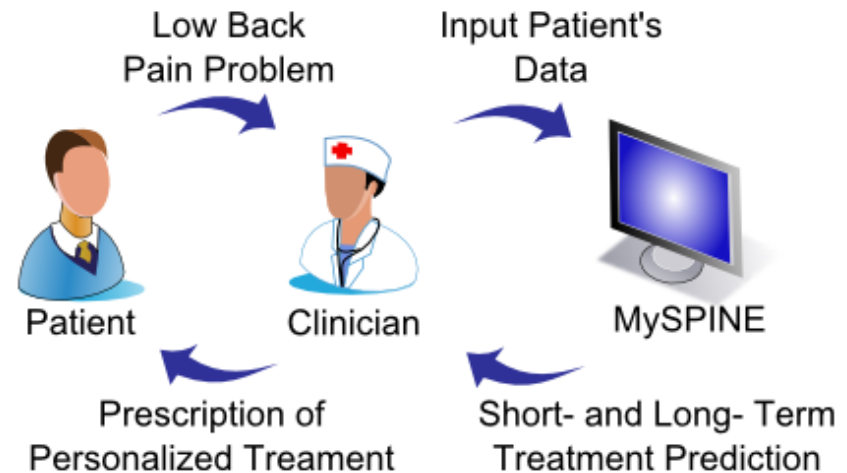 Low Back
Pain Problem
Input Patient's
Data
Patient
Clinician
MySPINE
Prescription of
Personalized Treament
Short- and Long- Term
Treatment Prediction